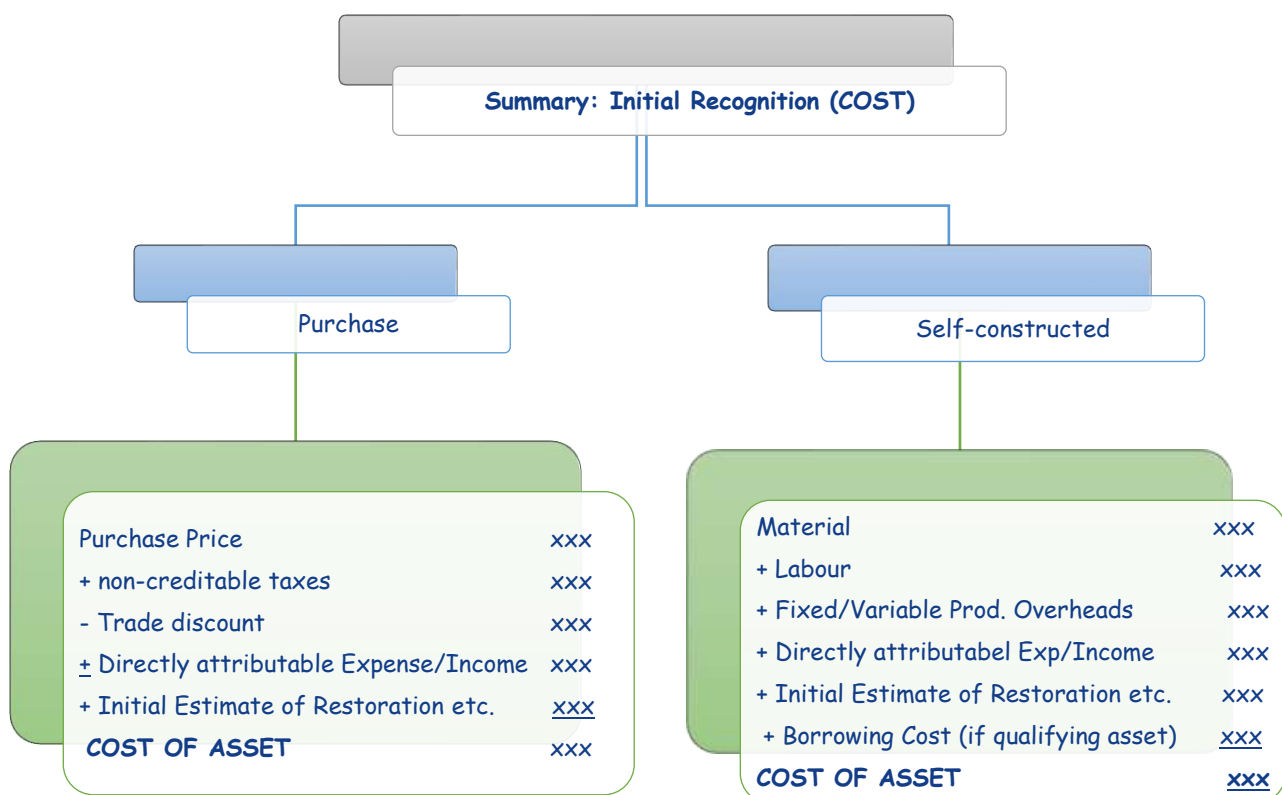 Summary: Initial Recognition (COST)
Purchase
Purchase Price xxx
+ non-creditable taxes xxx
- Trade discount xxx
± Directly attributable Expense/Income xxx
+ Initial Estimate of Restoration etc. xxx
COST OF ASSET xxx
Self-constructed
Material xxx
+ Labour xxx
+ Fixed/Variable Prod. Overheads xxx
+ Directly attributabel Exp/Income xxx
+ Initial Estimate of Restoration etc. xxx
+ Borrowing Cost (if qualifying asset) xxx
COST OF ASSET xxx